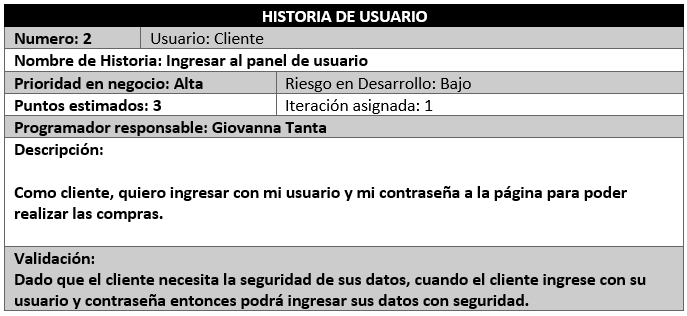 HISTORIA DE USUARIO
Numero: 2 Usuario: Cliente
Nombre de Historia: Ingresar al panel de usuario
Prioridad en negocio: Alta Riesgo en Desarrollo: Bajo
Puntos estimados: 3 Iteración asignada: 1
Programador responsable: Giovanna Tanta
Descripción:
Como cliente, quiero ingresar con mi usuario y mi contraseña a la página para poder
realizar las compras.
Validación:
Dado que el cliente necesita la seguridad de sus datos, cuando el cliente ingrese con su
usuario y contraseña entonces podrá ingresar sus datos con seguridad.